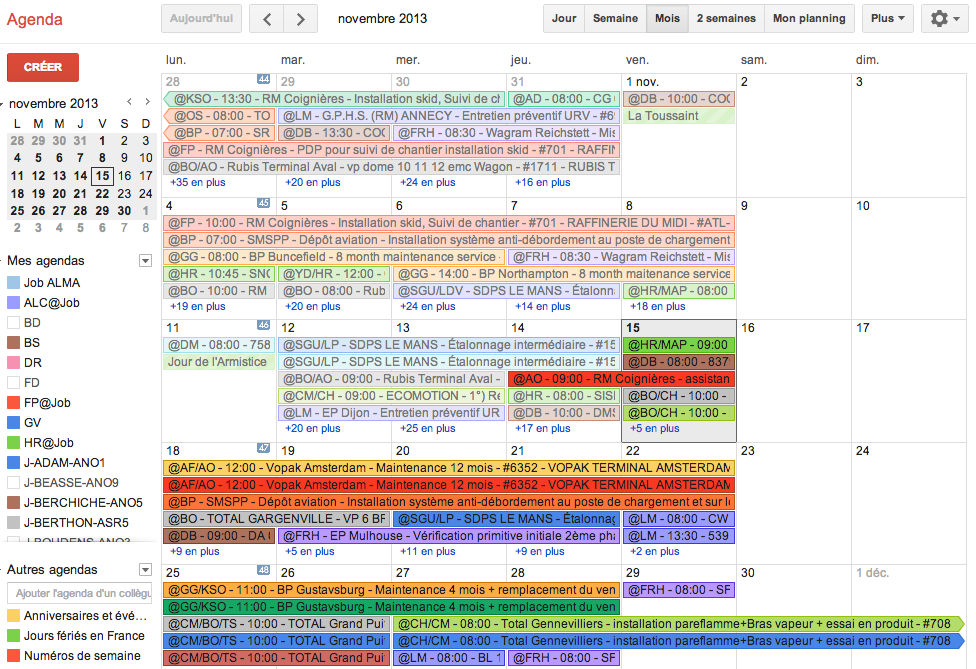 Agenda
Aujourd'hui
novembre 2013
Jour
Semaine
Mois
2 semaines
Mon planning
Plus
CRÉER
novembre 2013
L M M J V S D
28 29 30 31 1 2 3
4 5 6 7 8 9 10
11 12 13 14 15 16 17
18 19 20 21 22 23 24
25 26 27 28 29 30 1
2 3 4 5 6 7 8
Mes agendas
Job ALMA
ALC@Job
BD
BS
DR
FD
FP@Job
GV
HR@Job
J-ADAM-ANO1
J-BEASSE-ANO9
J-BERCHICHE-ANO5
J-BERTHON-ASR5
Autres agendas
Ajouter l'agenda d'un collègu
Anniversaires et évé…
Jours fériés en France
Numéros de semaine
lun. mar. mer. jeu. ven. sam. dim.
28 44 29 30 31 1 nov. 2 3
@KSO - 13:30 - RM Coignières - Installation skid, Suivi de ch
@AD - 08:00 - CG
@DB - 10:00 - COC
@OS - 08:00 - TO
@LM - G.P.H.S. (RM) ANNECY - Entretien préventif URV - #6
La Toussaint
@BP - 07:00 - SR
@DB - 13:30 - COC
@FRH - 08:30 - Wagram Reichstett - Mis
@FP - RM Coignières - PDP pour suivi de chantier installation skid - #701 - RAFFIN
@BO/AO - Rubis Terminal Aval - vp dome 10 11 12 emc Wagon - #1711 - RUBIS T
+35 en plus
+20 en plus
+24 en plus
+16 en plus
4 45 5 6 7 8 9 10
@FP - 10:00 - RM Coignières - Installation skid, Suivi de chantier - #701 - RAFFINERIE DU MIDI - #ATL-
@BP - 07:00 - SMSPP - Dépôt aviation - Installation système anti-débordement au poste de chargement
@GG - 08:00 - BP Buncefield - 8 month maintenance service
@FRH - 08:30 - Wagram Reichstett - Mis
@HR - 10:45 - SNC
@YD/HR - 12:00 -
@GG - 14:00 - BP Northampton - 8 month maitenance service
@BO - 10:00 - RM
@BO - 08:00 - Rub
@SGU/LDV - SDPS LE MANS - Étalonn
@HR/MAP - 08:00
+19 en plus
+20 en plus
+24 en plus
+14 en plus
+18 en plus
11 46 12 13 14 15 16 17
@DM - 08:00 - 758
@SGU/LP - SDPS LE MANS - Étalonnage intermédiaire - #15
@HR/MAP - 09:00
Jour de l'Armistice
@SGU/LP - SDPS LE MANS - Étalonnage intermédiaire - #15
@DB - 08:00 - 837
@BO/AO - 09:00 - Rubis Terminal Aval -
@AO - 09:00 - RM Coignières - assistan
@CM/CH - 09:00 - ECOMOTION - 1°) Re
@HR - 08:00 - SISI
@BO/CH - 10:00 -
@LM - EP Dijon - Entretien préventif UR
@DB - 10:00 - DMS
@BO/CH - 10:00 -
+20 en plus
+25 en plus
+17 en plus
+5 en plus
18 47 19 20 21 22 23 24
@AF/AO - 12:00 - Vopak Amsterdam - Maintenance 12 mois - #6352 - VOPAK TERMINAL AMSTERDAM
@AF/AO - 12:00 - Vopak Amsterdam - Maintenance 12 mois - #6352 - VOPAK TERMINAL AMSTERDAM
@BP - SMSPP - Dépôt aviation - Installation système anti-débordement au poste de chargement et sur l
@BO - TOTAL GARGENVILLE - VP 6 BF
@SGU/LP - SDPS LE MANS - Étalonnag
@LM - 08:00 - CW
@DB - 09:00 - DA
@FRH - EP Mulhouse - Vérification primitive initiale 2ème pha
@LM - 13:30 - 539
+9 en plus
+5 en plus
+11 en plus
+9 en plus
+2 en plus
25 48 26 27 28 29 30 1 déc.
@GG/KSO - 11:00 - BP Gustavsburg - Maintenance 4 mois + remplacement du ven
@FRH - 08:00 - SF
@GG/KSO - 11:00 - BP Gustavsburg - Maintenance 4 mois + remplacement du ven
@CM/BO/TS - 10:00 - TOTAL Grand Pui
@CH/CM - 08:00 - Total Gennevilliers - installation pareflamme+Bras vapeur + essai en produit - #708
@CM/BO/TS - 10:00 - TOTAL Grand Pui
@CH/CM - 08:00 - Total Gennevilliers - installation pareflamme+Bras vapeur + essai en produit - #708
@CM/BO/TS - 10:00 - TOTAL Grand Pui
@LM - 08:00 - BL 1
@FRH - 08:00 - SF